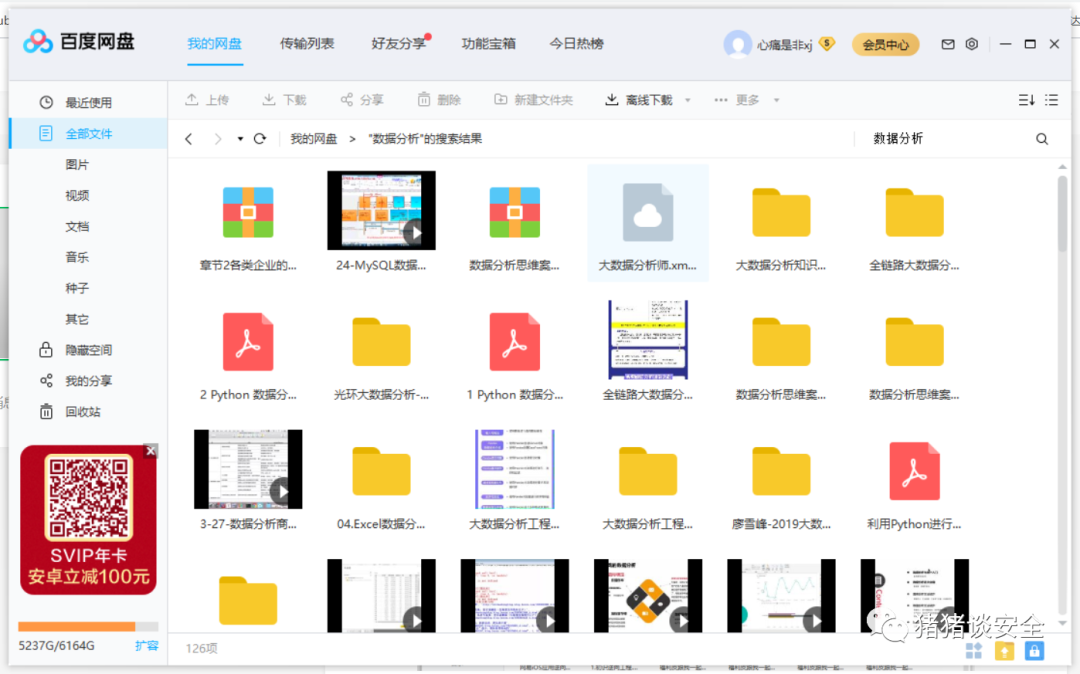 百度网盘
我的网盘 传输列表 好友分享 功能宝箱 今日热榜
心痛是非xj S 会员中心
最近使用
全部文件
图片
视频
文档
音乐
种子
其它
隐藏空间
我的分享
回收站
SVIP年卡
安卓立减100元
5237G/6164G 扩容
上传 下载 分享 删除 新建文件夹 离线下载 更多
我的网盘 > "数据分析"的搜索结果 数据分析
章节2各类企业的... 24-MySQL数据... 数据分析思维案... 大数据分析师.xm... 大数据分析知识... 全链路大数据分...
2 Python 数据分... 光环大数据分析-... 1 Python 数据分... 全链路大数据分... 数据分析思维案... 数据分析思维案...
3-27-数据分析商... 04.Excel数据分... 大数据分析工程... 大数据分析工程... 廖雪峰-2019大数... 利用Python进行...
126项
猪猪谈安全